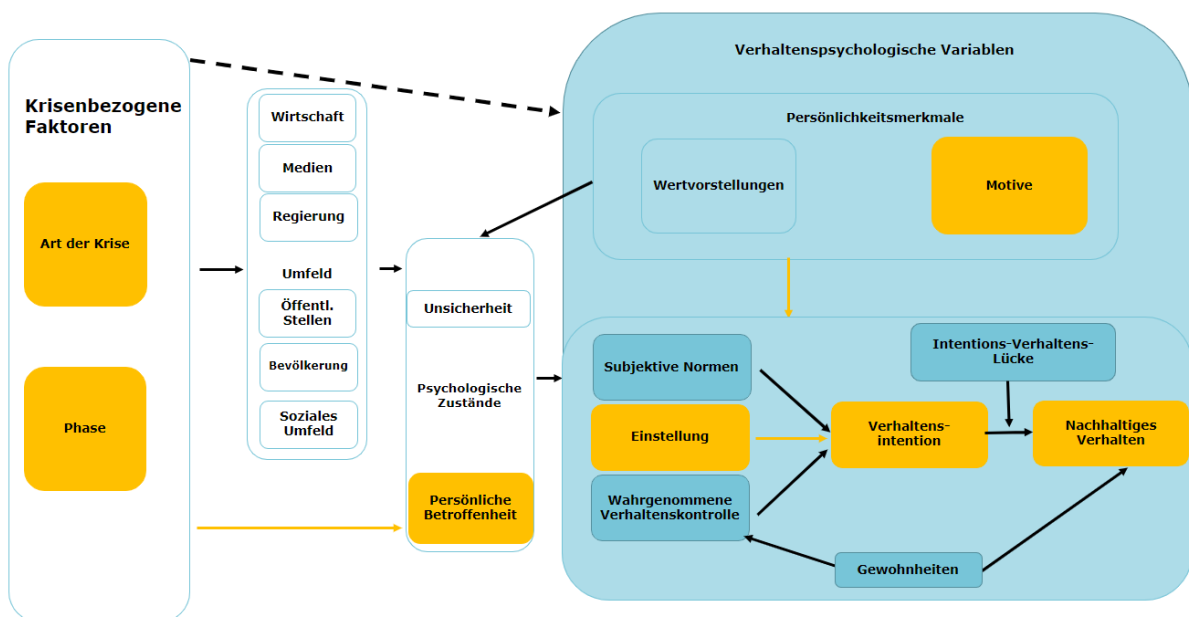 Krisenbezogene
Faktoren
Art der Krise
Phase
Wirtschaft
Medien
Regierung
Umfeld
Öffentl.
Stellen
Bevölkerung
Soziales
Umfeld
Unsicherheit
Psychologische
Zustände
Persönliche
Betroffenheit
Verhaltenspsychologische Variablen
Persönlichkeitsmerkmale
Wertvorstellungen
Motive
Subjektive Normen
Einstellung
Wahrgenommene
Verhaltenskontrolle
Verhaltens-
intention
Intentions-Verhaltens-
Lücke
Nachhaltiges
Verhalten
Gewohnheiten